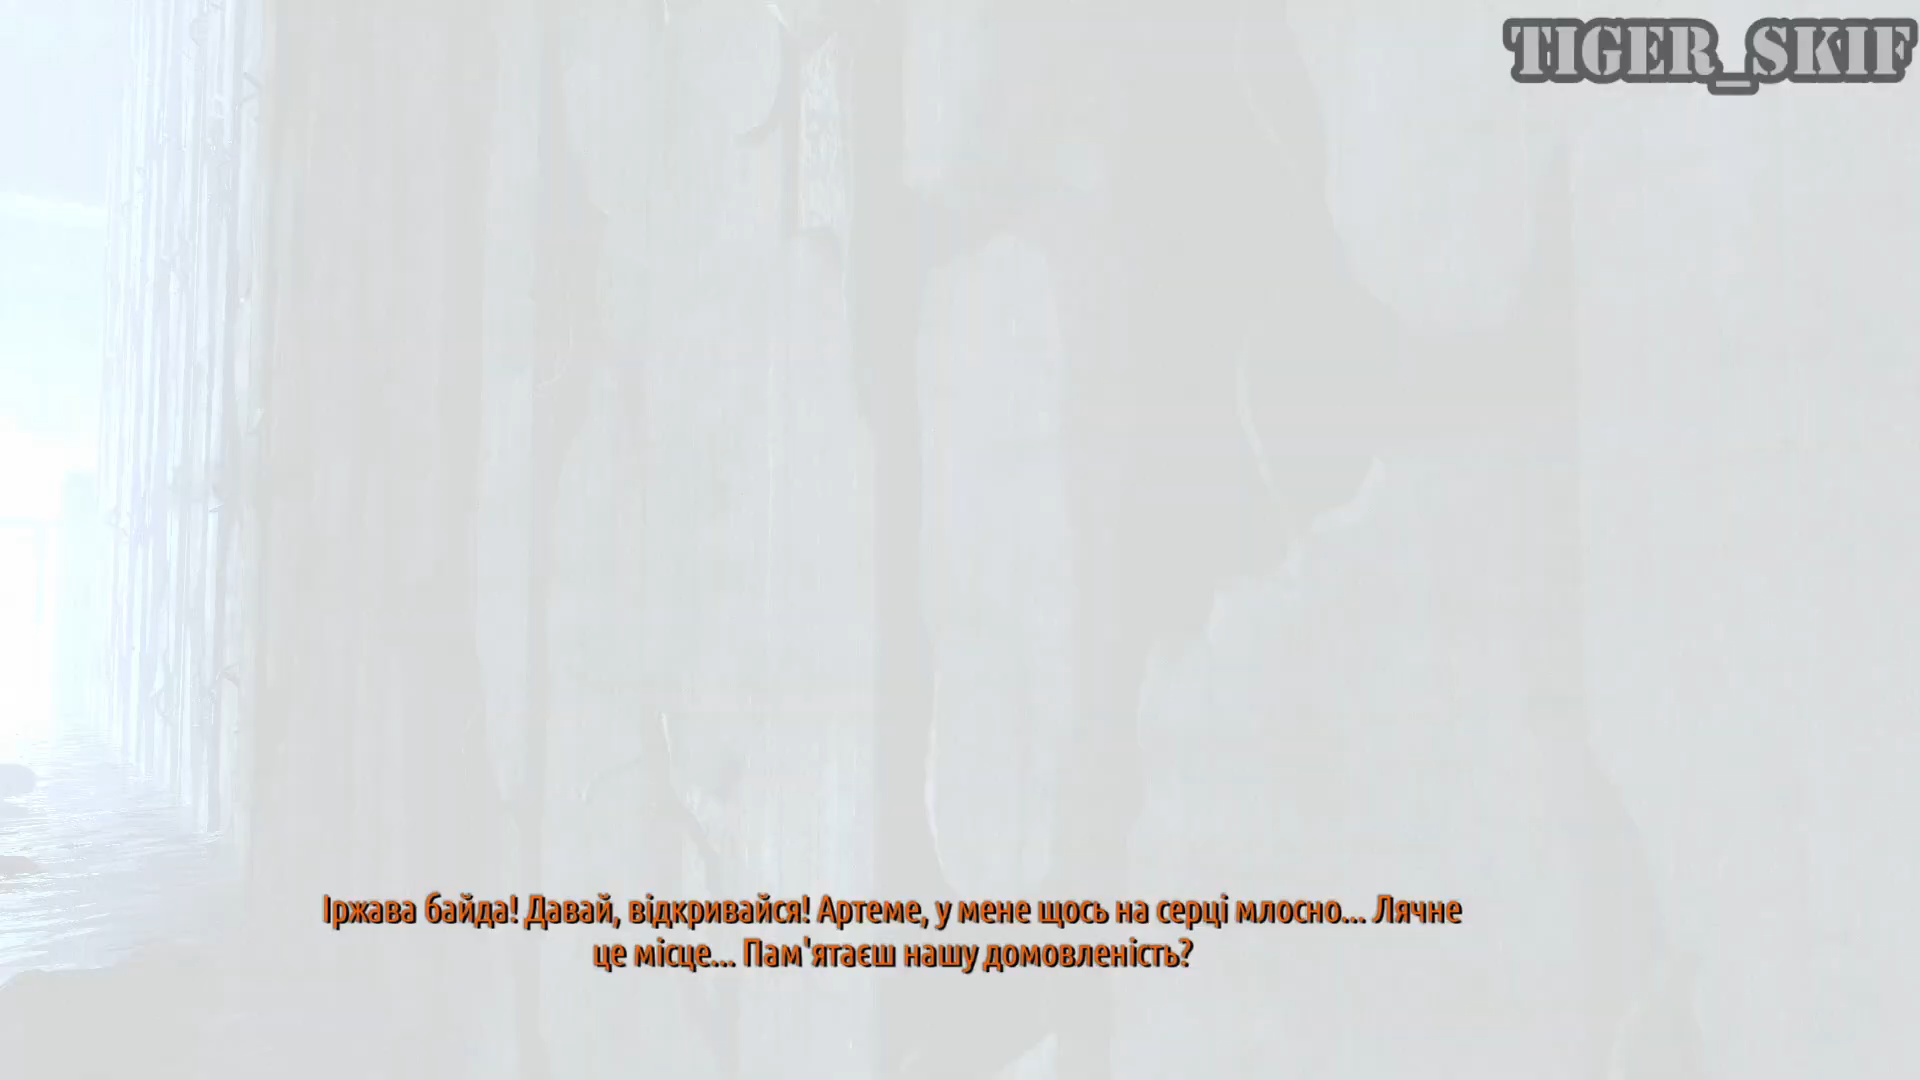 TIGER_SKIF
Іржава байда! Давай, відкривайся! Артеме, у мене щось на серці млосно... Лячне
це місце... Пам'ятаєш нашу домовленість?